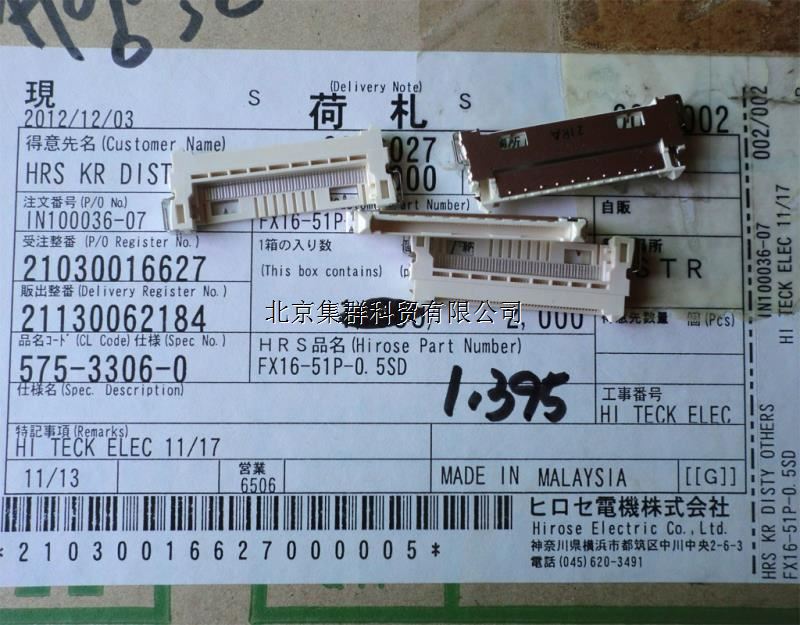 現 S 荷 札 S
(Delivery Note)
2012/12/03
002
002/002
得意先名 (Customer Name)
HRS KR DIST
027
000
注文番号 (P/O No.)
IN100036-07
Part Number)
FX16-51P
自販
受注整番 (P/O Register No.)
21030016627
1箱の入り数
(This box contains)
STR
販出整番 (Delivery Register No.)
21130062184
2,000
個 (Pcs)
北京集群科贸有限公司
品名コード (CL Code) 仕様 (Spec No.)
575-3306-0
HRS品名 (Hirose Part Number)
FX16-51P-0.5SD
仕様名 (Spec. Description)
1.395
工事番号
HI TECK ELEC
特記事項 (Remarks)
HI TECK ELEC 11/17
11/13
営業
6506
MADE IN MALAYSIA
[[G]]
ヒロセ電機株式会社
Hirose Electric Co., Ltd.
神奈川県横浜市都筑区中川中央2-6-3
電話 (045) 620-3491
*21030016627000005*
IN100036-07
HI TECK ELEC 11/17
HRS KR DISTY OTHERS
FX16-51P-0.5SD